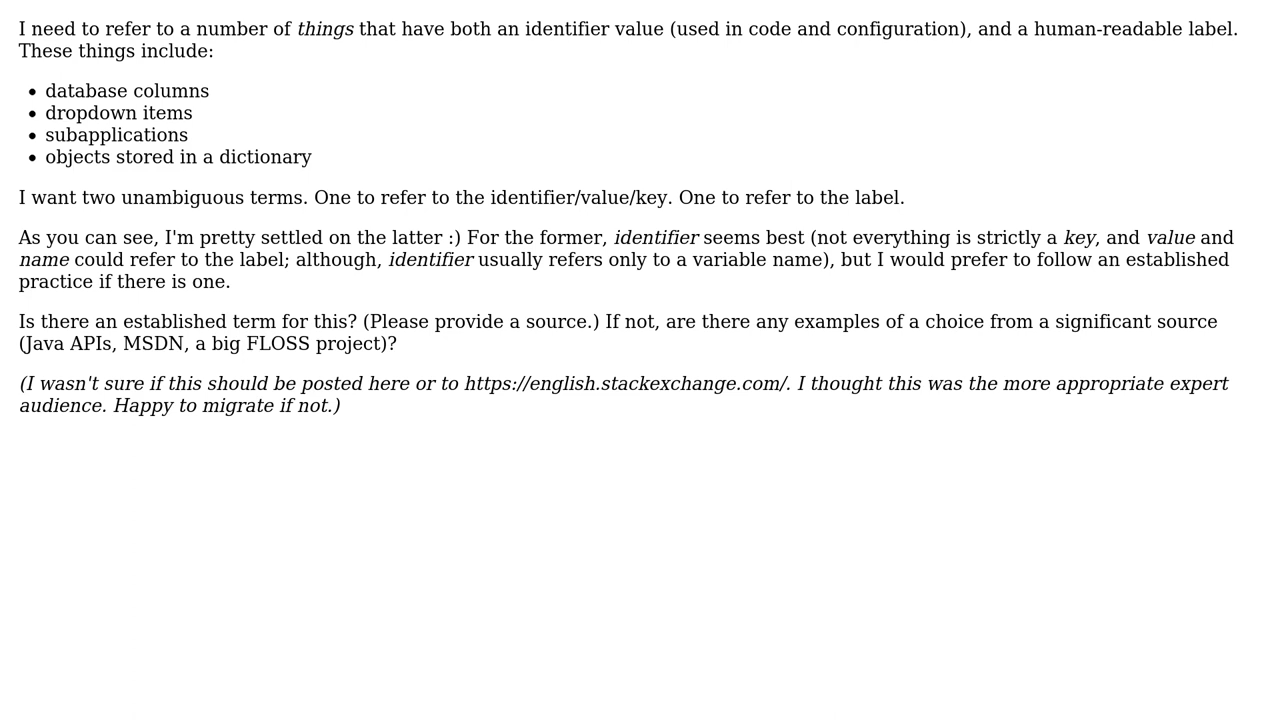 I need to refer to a number of things that have both an identifier value (used in code and configuration), and a human-readable label.
These things include:
• database columns
• dropdown items
• subapplications
• objects stored in a dictionary
I want two unambiguous terms. One to refer to the identifier/value/key. One to refer to the label.
As you can see, I'm pretty settled on the latter :) For the former, identifier seems best (not everything is strictly a key, and value and
name could refer to the label; although, identifier usually refers only to a variable name), but I would prefer to follow an established
practice if there is one.
Is there an established term for this? (Please provide a source.) If not, are there any examples of a choice from a significant source
(Java APIs, MSDN, a big FLOSS project)?
(I wasn't sure if this should be posted here or to https://english.stackexchange.com/. I thought this was the more appropriate expert
audience. Happy to migrate if not.)